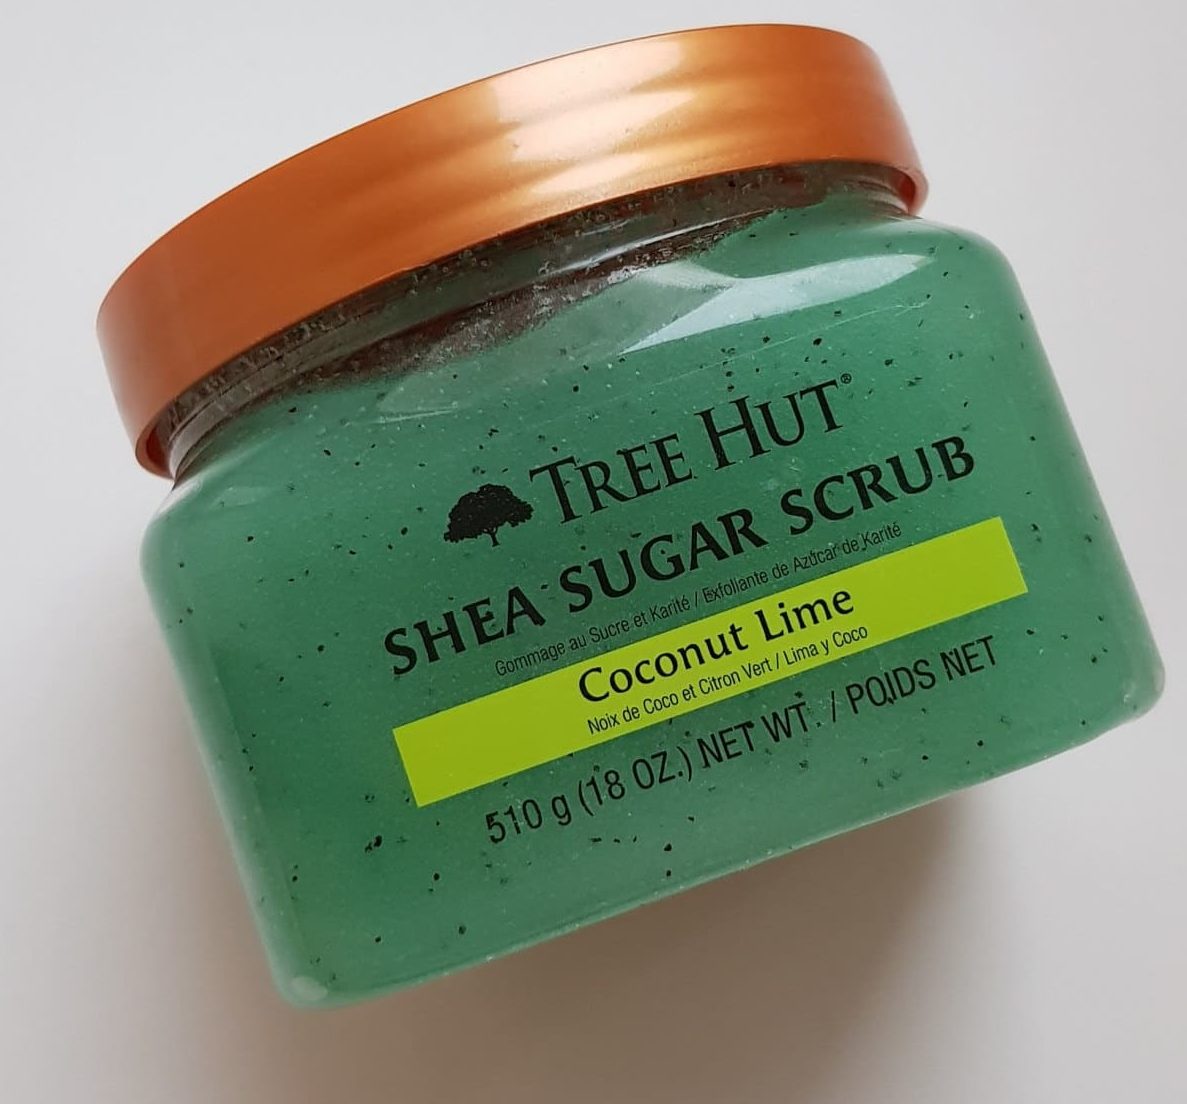 TREE HUT®
SHEA SUGAR SCRUB
Gommage au Sucre et Karité / Exfoliante de Azúcar de Karité
Coconut Lime
Noix de Coco et Citron Vert / Lima y Coco
510 g (18 OZ.) NET WT. / POIDS NET